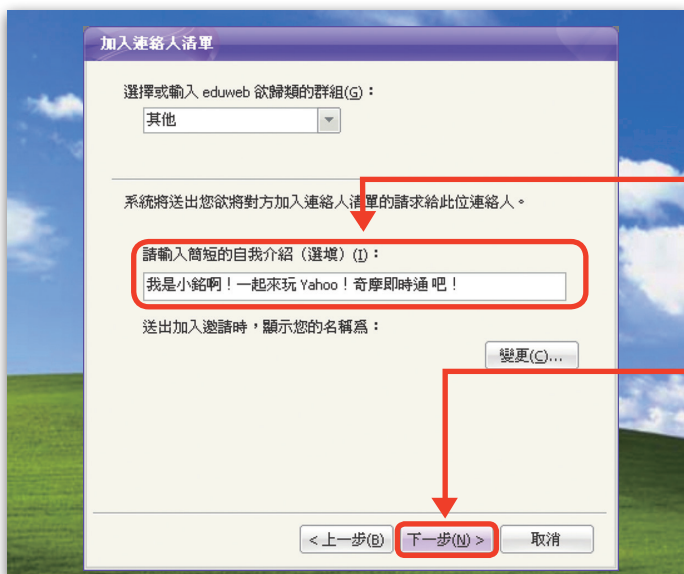 加入連絡人清單
選擇或輸入 eduweb 欲歸類的群組(G)：
其他
系統將送出您欲將對方加入連絡人清單的請求給此位連絡人。
請輸入簡短的自我介紹（選填）(I)：
我是小銘啊！一起來玩 Yahoo！奇摩即時通 吧！
送出加入邀請時，顯示您的名稱為：
變更(C)...
< 上一步(B) 下一步(N) > 取消